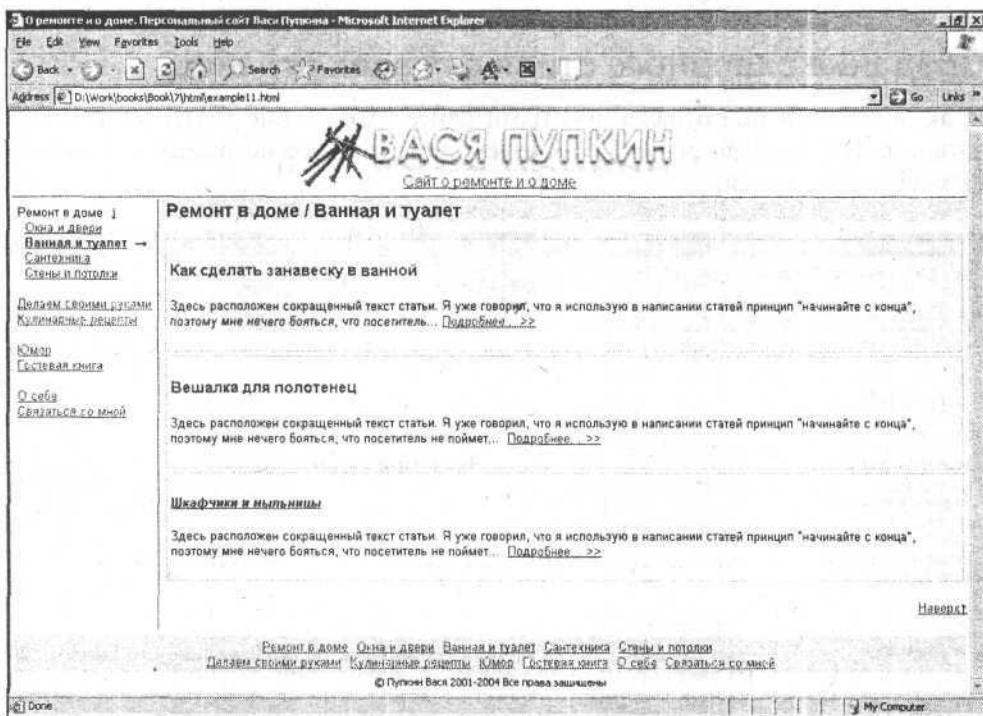 О ремонте и о доме. Персональный сайт Васи Пупкина - Microsoft Internet Explorer
File Edit View Favorites Tools Help
Back Search Favorites
Address D:\Work\books\Book\7\html\example11.html Go Links »
ВАСЯ ПУПКИН
Сайт о ремонте и о доме
Ремонт в доме ↓
Окна и двери
Ванная и туалет →
Сантехника
Стены и потолки
Делаем своими руками
Кулинарные рецепты
Юмор
Гостевая книга
О себе
Связаться со мной
Ремонт в доме / Ванная и туалет
Как сделать занавеску в ванной
Здесь расположен сокращенный текст статьи. Я уже говорил, что я использую в написании статей принцип "начинайте с конца",
поэтому мне нечего бояться, что посетитель... Подробнее... >>
Вешалка для полотенец
Здесь расположен сокращенный текст статьи. Я уже говорил, что я использую в написании статей принцип "начинайте с конца",
поэтому мне нечего бояться, что посетитель не поймет... Подробнее... >>
Шкафчики и мыльницы
Здесь расположен сокращенный текст статьи. Я уже говорил, что я использую в написании статей принцип "начинайте с конца",
поэтому мне нечего бояться, что посетитель не поймет... Подробнее... >>
Наверх↑
Ремонт в доме Окна и двери Ванная и туалет Сантехника Стены и потолки
Делаем своими руками Кулинарные рецепты Юмор Гостевая книга О себе Связаться со мной
© Пупкин Вася 2001-2004 Все права защищены
Done My Computer